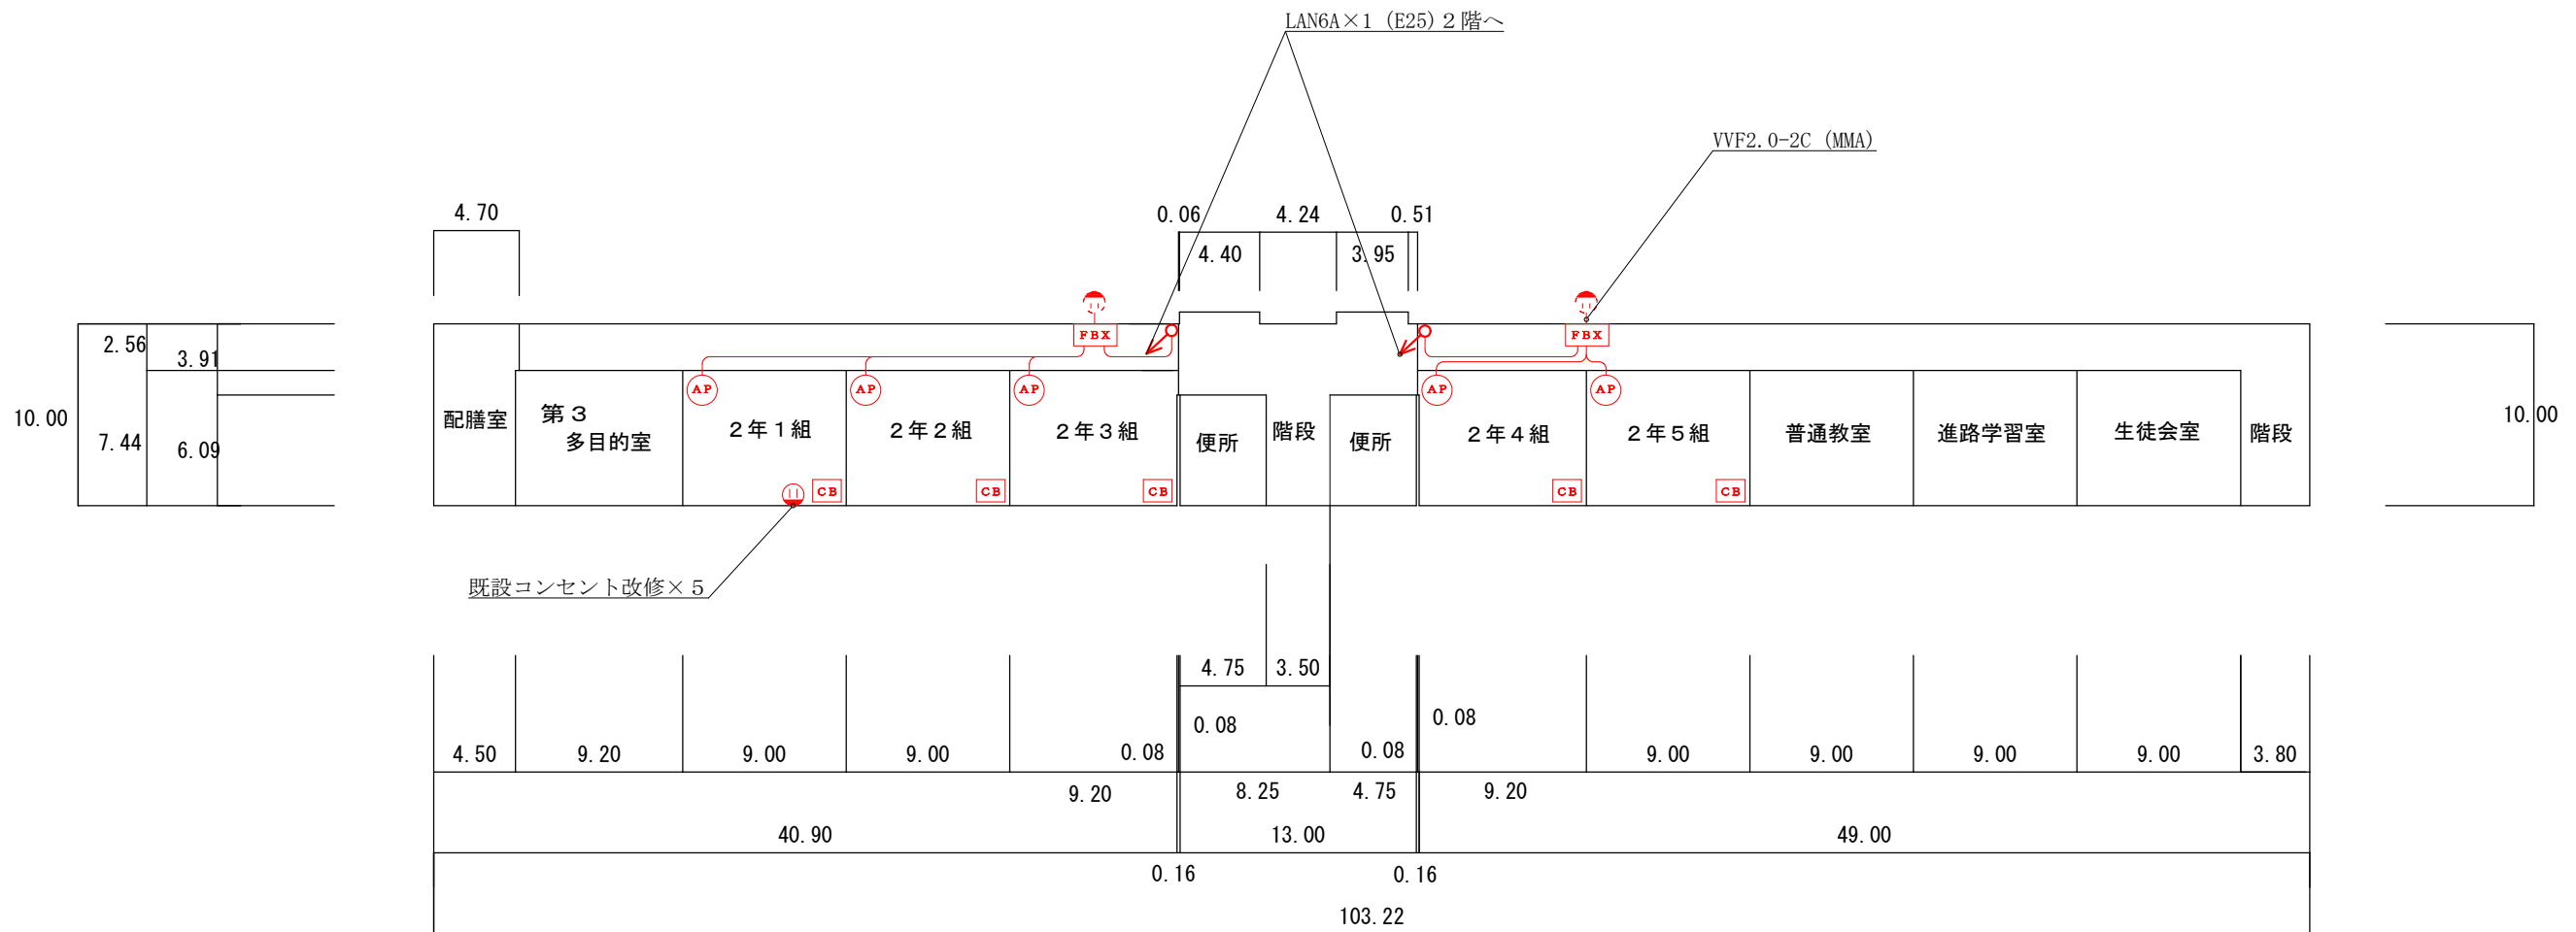 LAN6A×1 (E25)２階へ
VVF2.0-2C (MMA)
4.70
0.06
4.24
0.51
4.40
3.95
FBX
FBX
2.56
3.91
AP
AP
AP
AP
AP
10.00
7.44
6.09
配膳室
第３
多目的室
２年１組
２年２組
２年３組
便所
階段
便所
２年４組
２年５組
普通教室
進路学習室
生徒会室
階段
10.00
CB
CB
CB
CB
CB
既設コンセント改修×５
4.75
3.50
0.08
0.08
4.50
9.20
9.00
9.00
0.08
0.08
9.00
9.00
9.00
9.00
3.80
9.20
8.25
4.75
9.20
40.90
13.00
49.00
0.16
0.16
103.22